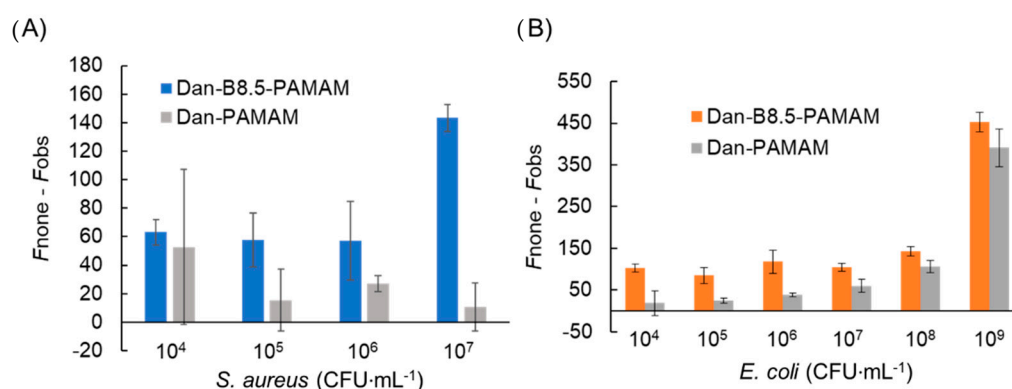 (A)
180
160
140
120
100
80
60
40
20
0
-20
Fnone - Fobs
Dan-B8.5-PAMAM
Dan-PAMAM
10⁴ 10⁵ 10⁶ 10⁷
S. aureus (CFU·mL⁻¹)
(B)
550
450
350
250
150
50
-50
Fnone - Fobs
Dan-B8.5-PAMAM
Dan-PAMAM
10⁴ 10⁵ 10⁶ 10⁷ 10⁸ 10⁹
E. coli (CFU·mL⁻¹)